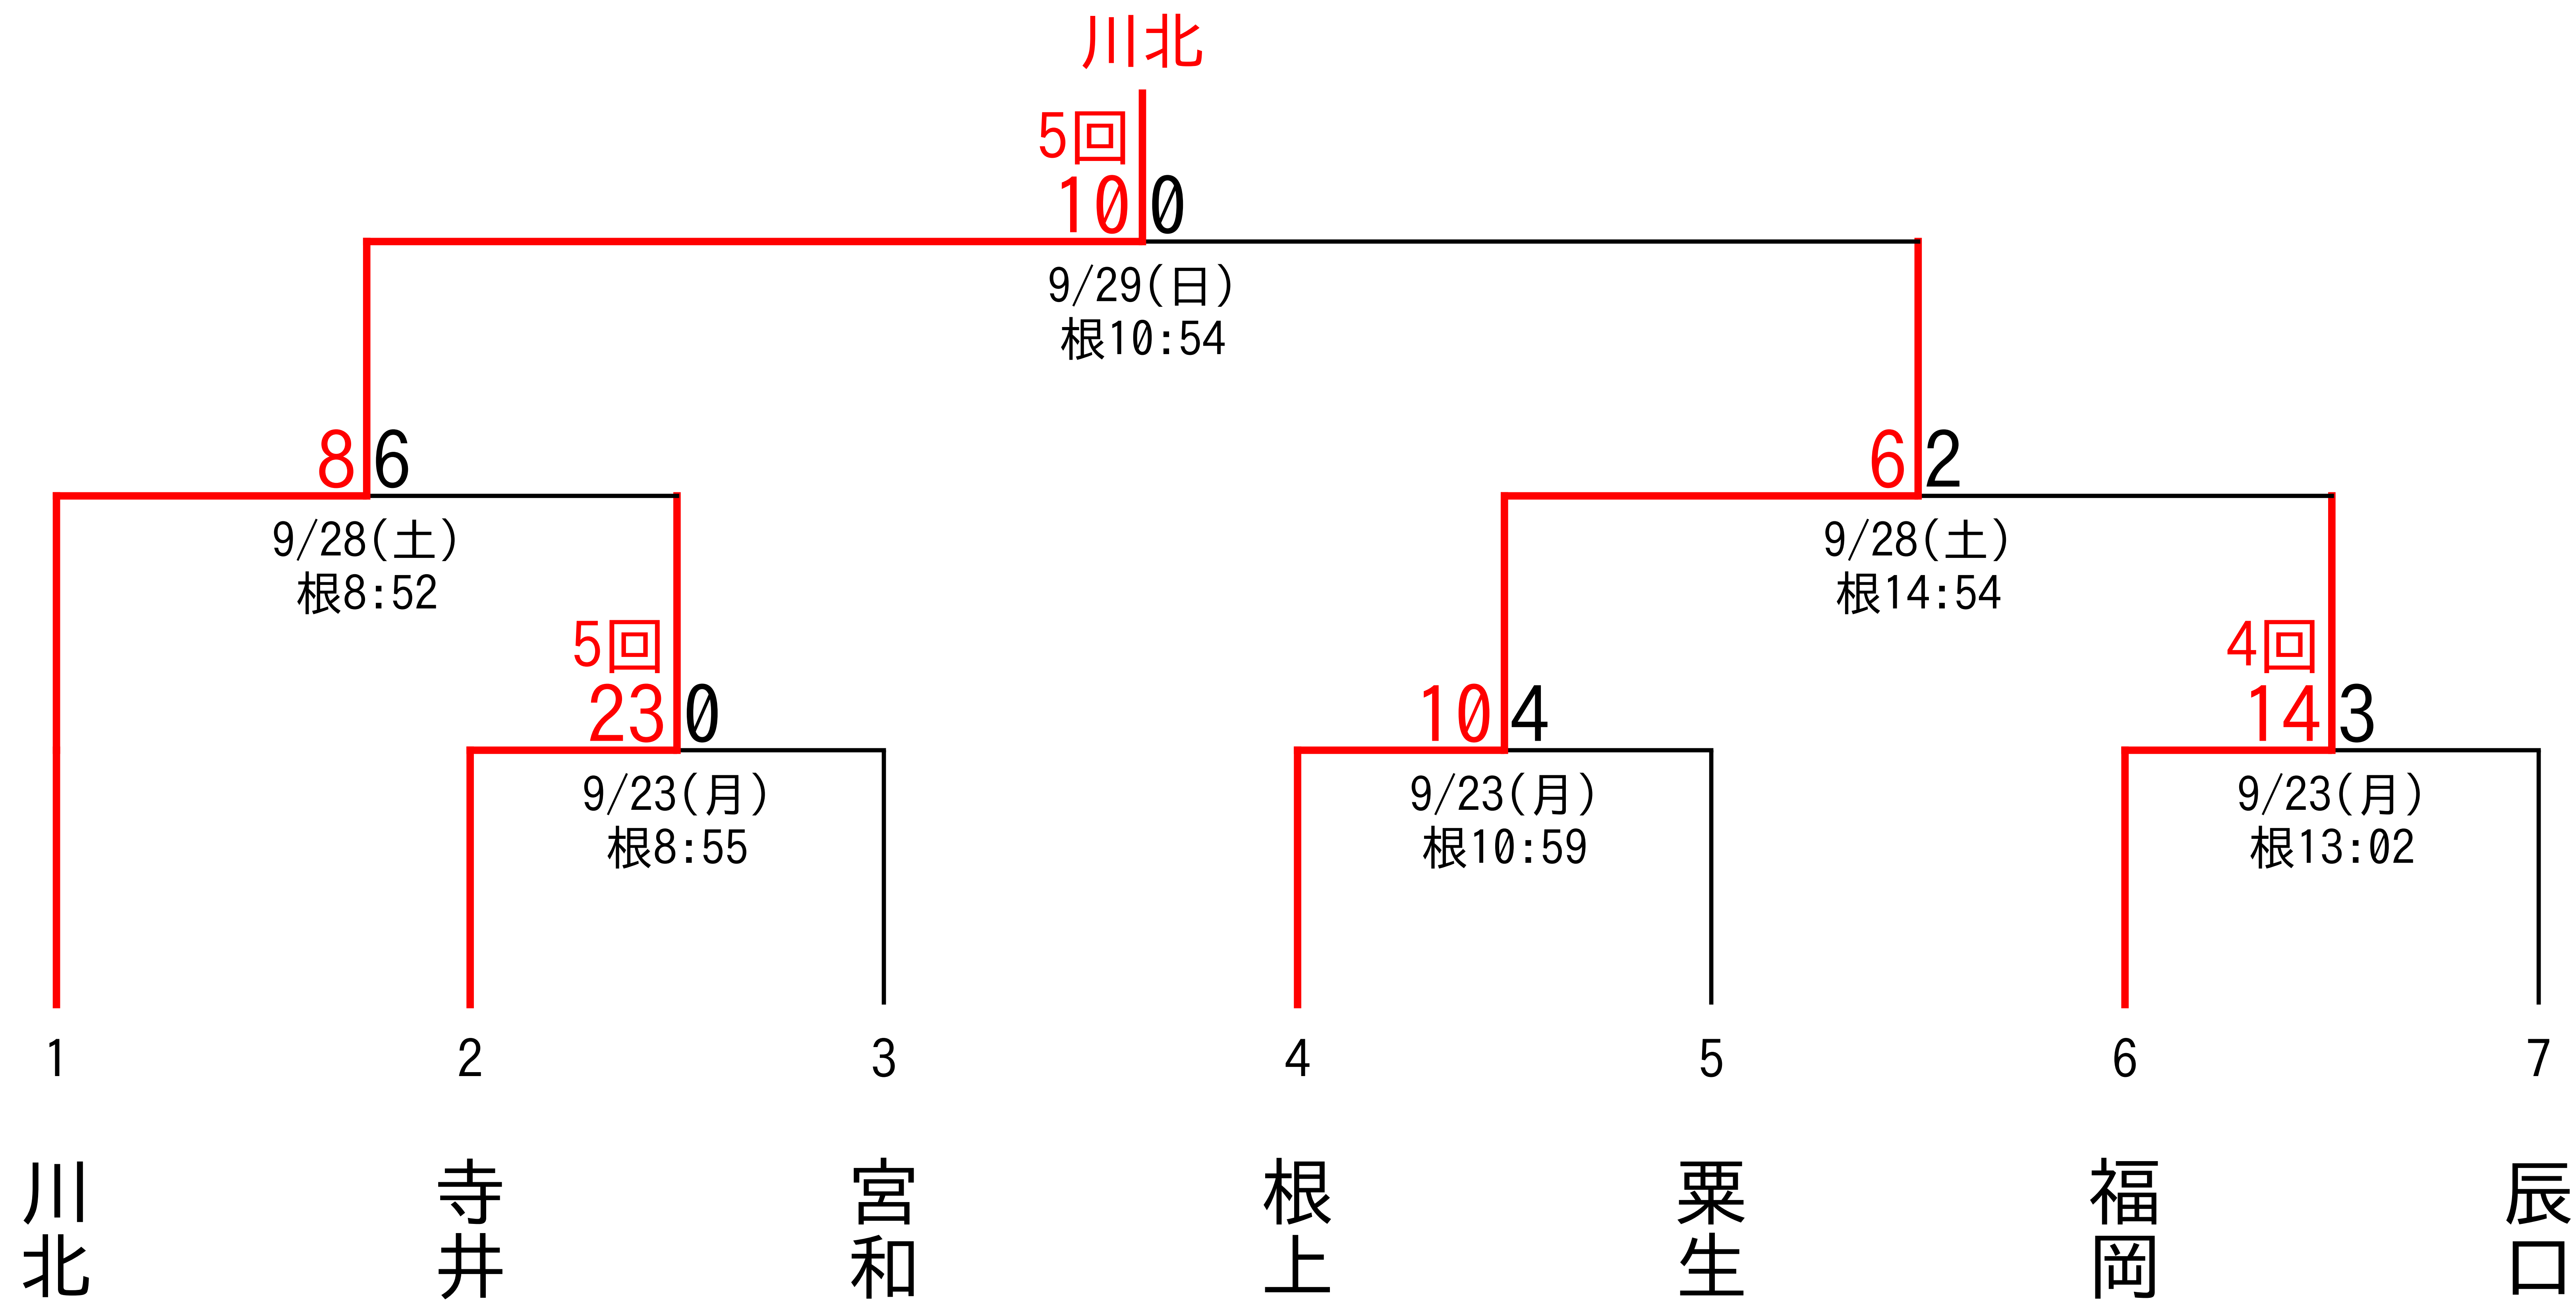 川北
5回
10 0
9/29(日)
根10:54
8 6
6 2
9/28(土)
根8:52
9/28(土)
根14:54
5回
23 0
10 4
4回
14 3
9/23(月)
根8:55
9/23(月)
根10:59
9/23(月)
根13:02
1 2 3 4 5 6 7
川北
寺井
宮和
根上
粟生
福岡
辰口